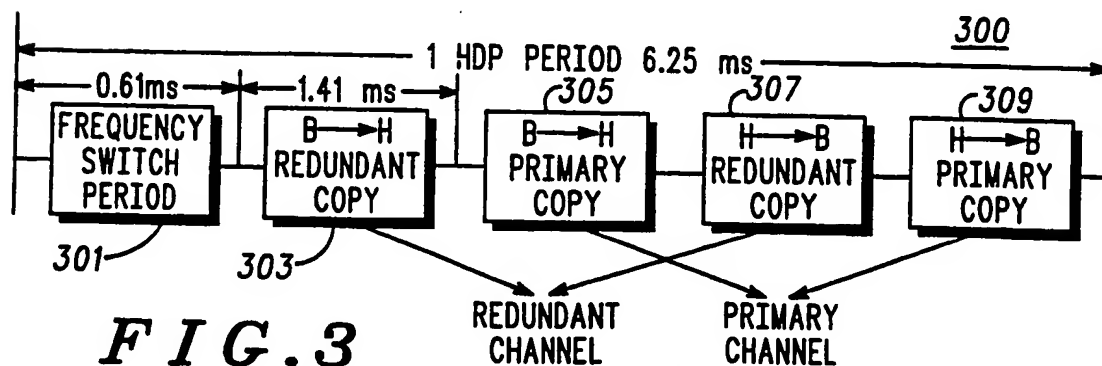 300
1 HDP PERIOD 6.25 ms
0.61ms
1.41 ms
305
307
309
FREQUENCY
SWITCH
PERIOD
B→H
REDUNDANT
COPY
B→H
PRIMARY
COPY
H→B
REDUNDANT
COPY
H→B
PRIMARY
COPY
301
303
REDUNDANT
CHANNEL
PRIMARY
CHANNEL
FIG.3